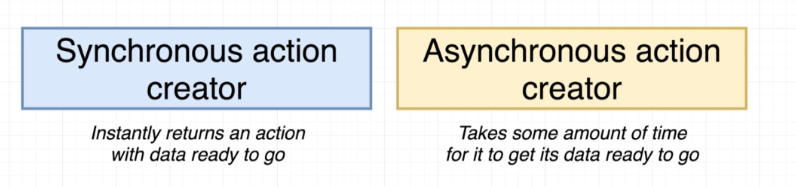 Synchronous action
creator
Instantly returns an action
with data ready to go
Asynchronous action
creator
Takes some amount of time
for it to get its data ready to go